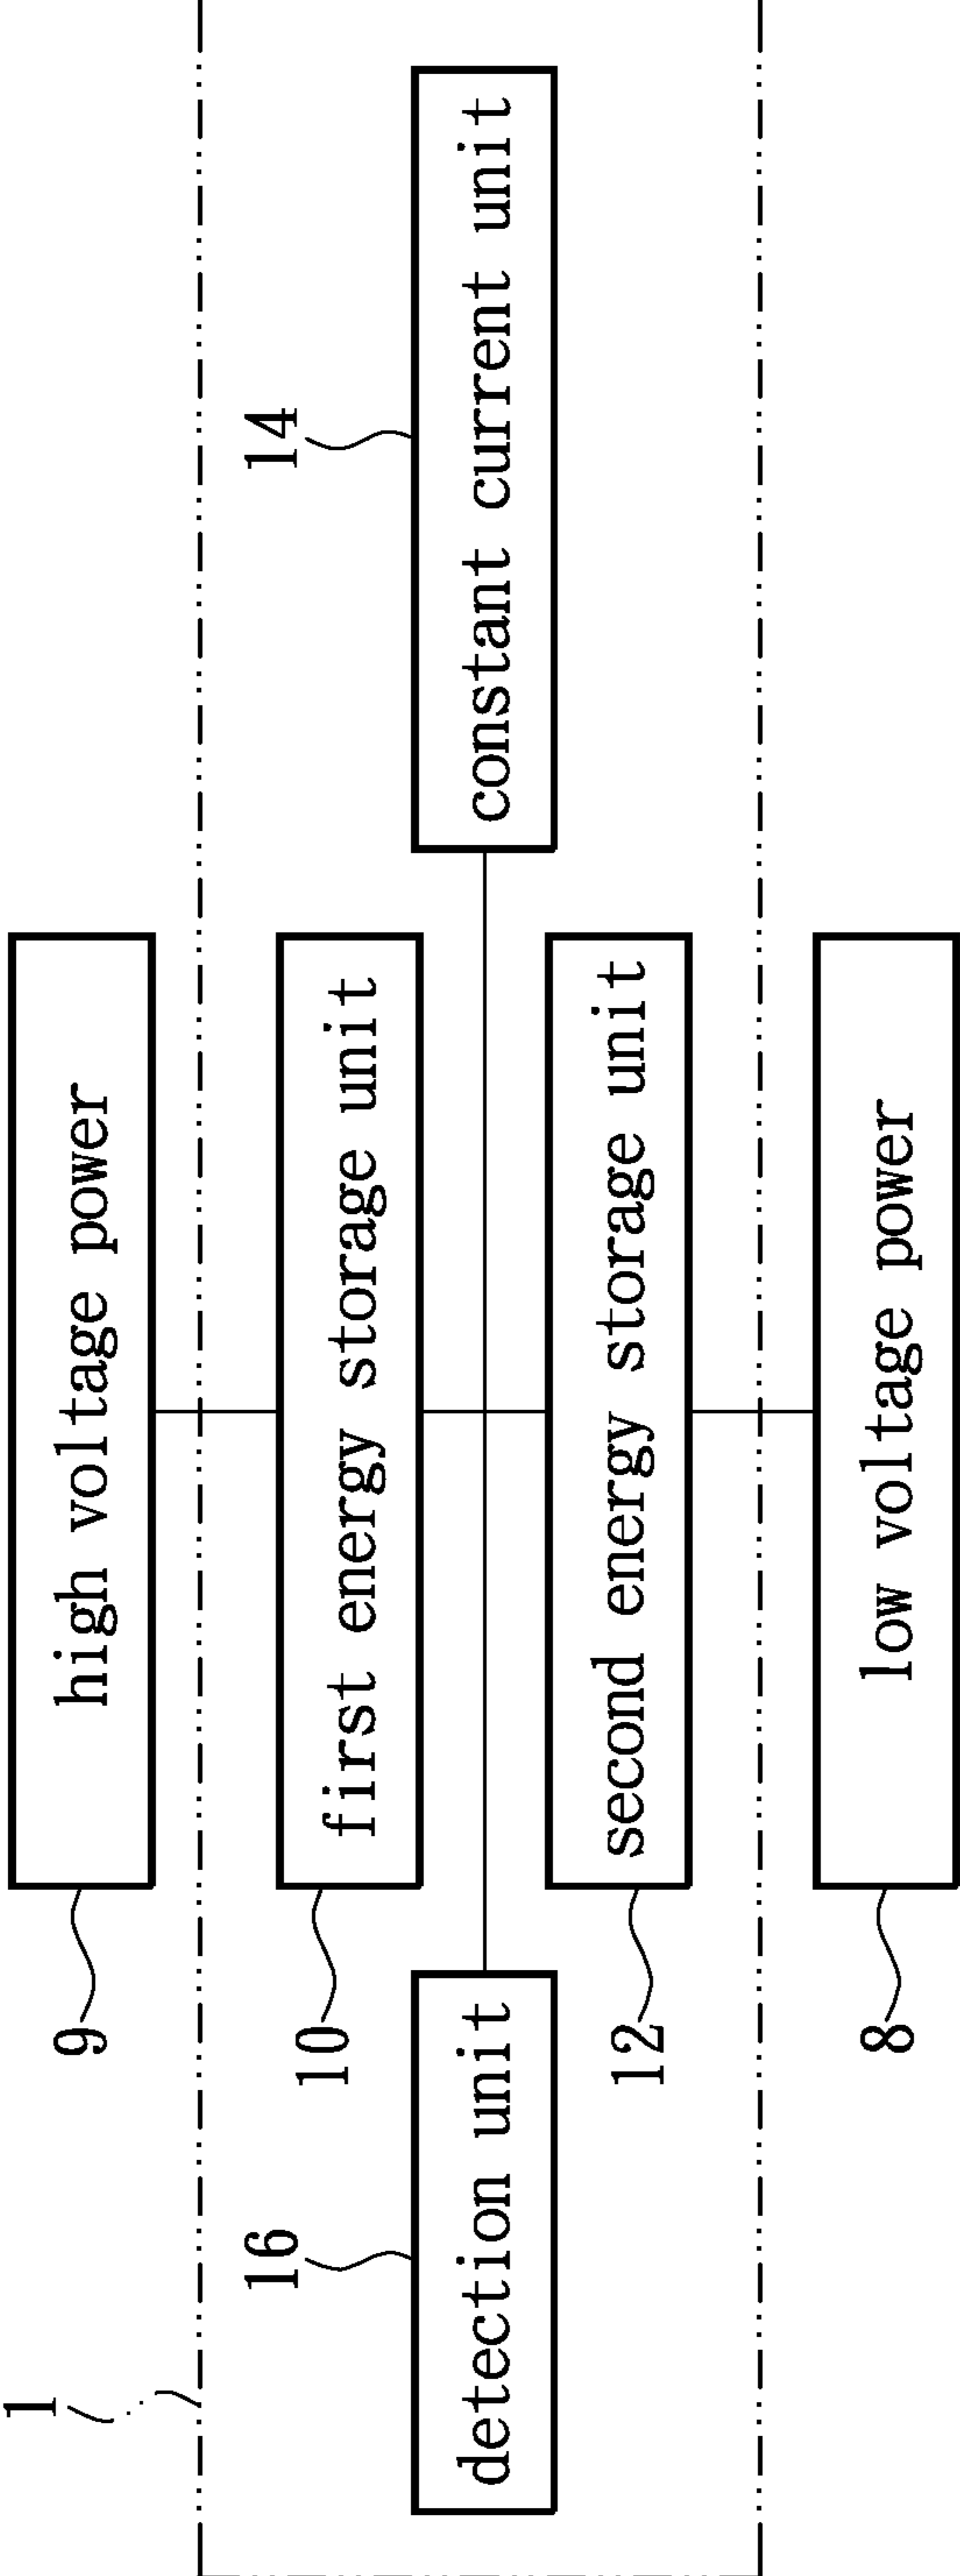 1
9
high voltage power
16
14
10
first energy storage unit
detection unit
constant current unit
12
second energy storage unit
8
low voltage power